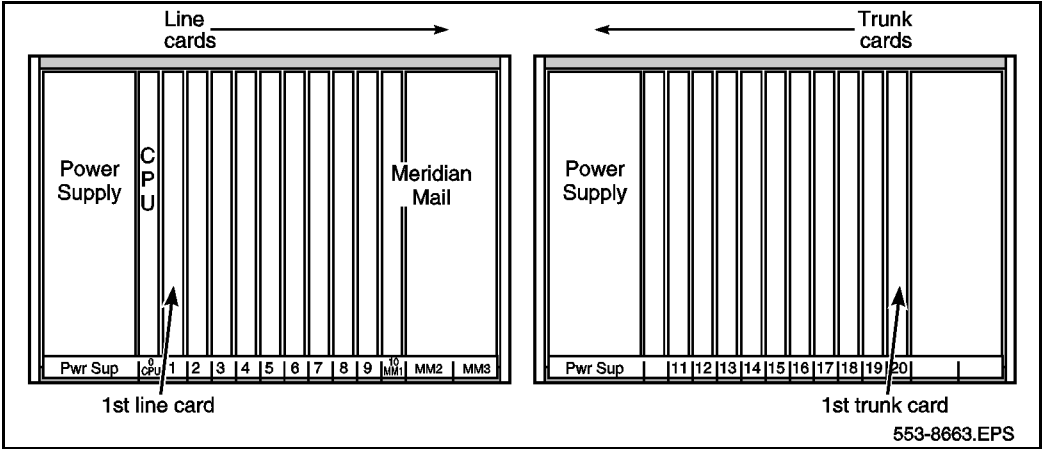 Line
cards
Trunk
cards
Power
Supply
C
P
U
Meridian
Mail
Power
Supply
Pwr Sup
0
CPU
1
2
3
4
5
6
7
8
9
10
MM1
MM2
MM3
Pwr Sup
11
12
13
14
15
16
17
18
19
20
1st line card
1st trunk card
553-8663.EPS